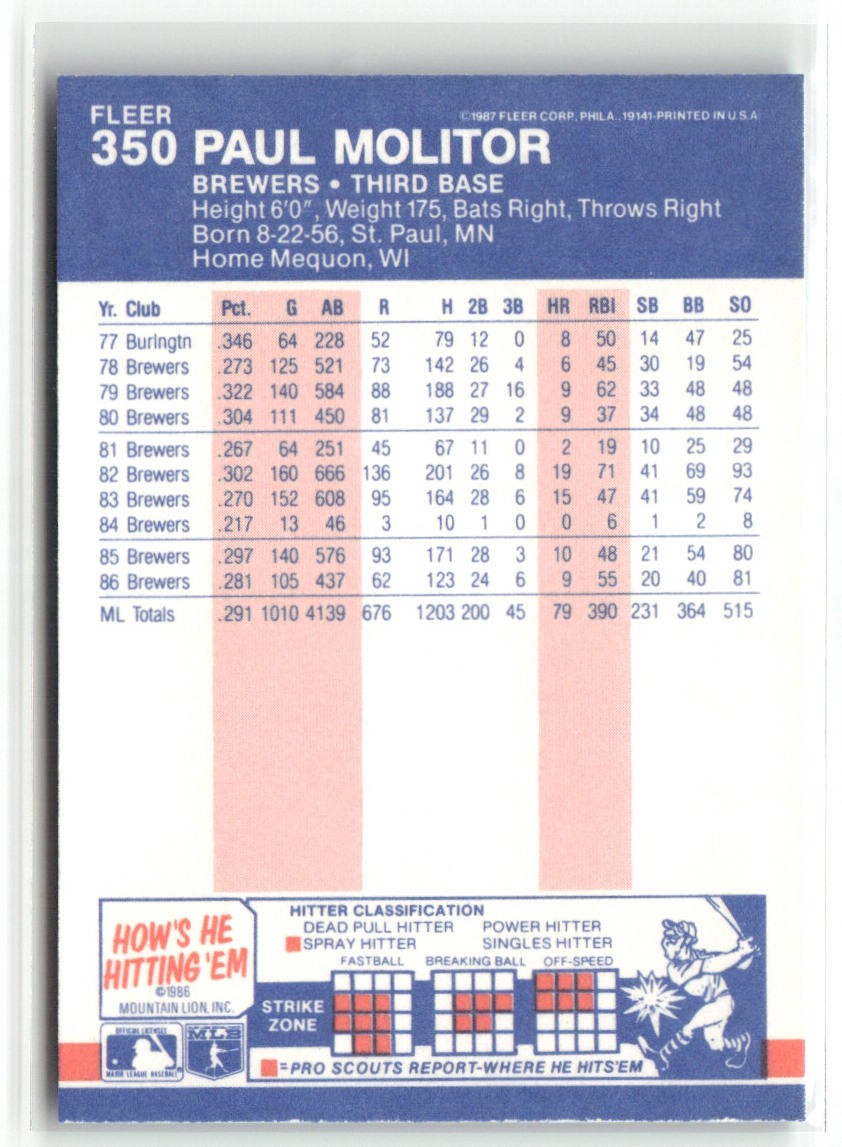 FLEER
©1987 FLEER CORP. PHILA., 19141-PRINTED IN U.S.A
350 PAUL MOLITOR
BREWERS • THIRD BASE
Height 6'0", Weight 175, Bats Right, Throws Right
Born 8-22-56, St. Paul, MN
Home Mequon, WI
Yr. Club Pct. G AB R H 2B 3B HR RBI SB BB SO
77 Burlngtn .346 64 228 52 79 12 0 8 50 14 47 25
78 Brewers .273 125 521 73 142 26 4 6 45 30 19 54
79 Brewers .322 140 584 88 188 27 16 9 62 33 48 48
80 Brewers .304 111 450 81 137 29 2 9 37 34 48 48
81 Brewers .267 64 251 45 67 11 0 2 19 10 25 29
82 Brewers .302 160 666 136 201 26 8 19 71 41 69 93
83 Brewers .270 152 608 95 164 28 6 15 47 41 59 74
84 Brewers .217 13 46 3 10 1 0 0 6 1 2 8
85 Brewers .297 140 576 93 171 28 3 10 48 21 54 80
86 Brewers .281 105 437 62 123 24 6 9 55 20 40 81
ML Totals .291 1010 4139 676 1203 200 45 79 390 231 364 515
HOW'S HE
HITTING 'EM
©1986
MOUNTAIN LION, INC.
OFFICIAL LICENSEE
MAJOR LEAGUE BASEBALL
MLB
HITTER CLASSIFICATION
DEAD PULL HITTER POWER HITTER
SPRAY HITTER SINGLES HITTER
FASTBALL BREAKING BALL OFF-SPEED
STRIKE
ZONE
=PRO SCOUTS REPORT-WHERE HE HITS'EM